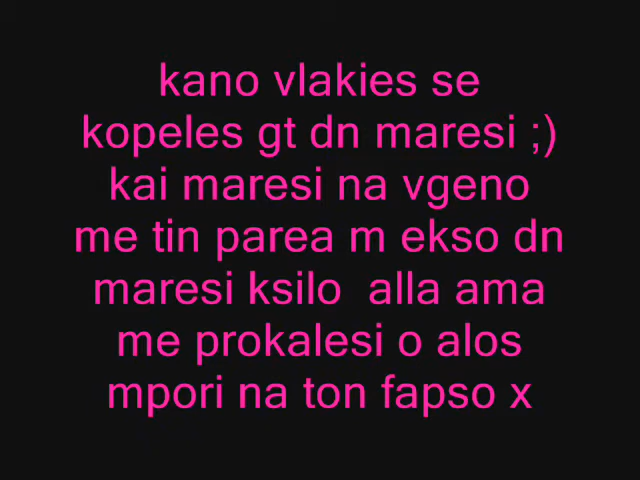 kano vlakies se
kopeles gt dn maresi ;)
kai maresi na vgeno
me tin parea m ekso dn
maresi ksilo  alla ama
me prokalesi o alos
mpori na ton fapso x